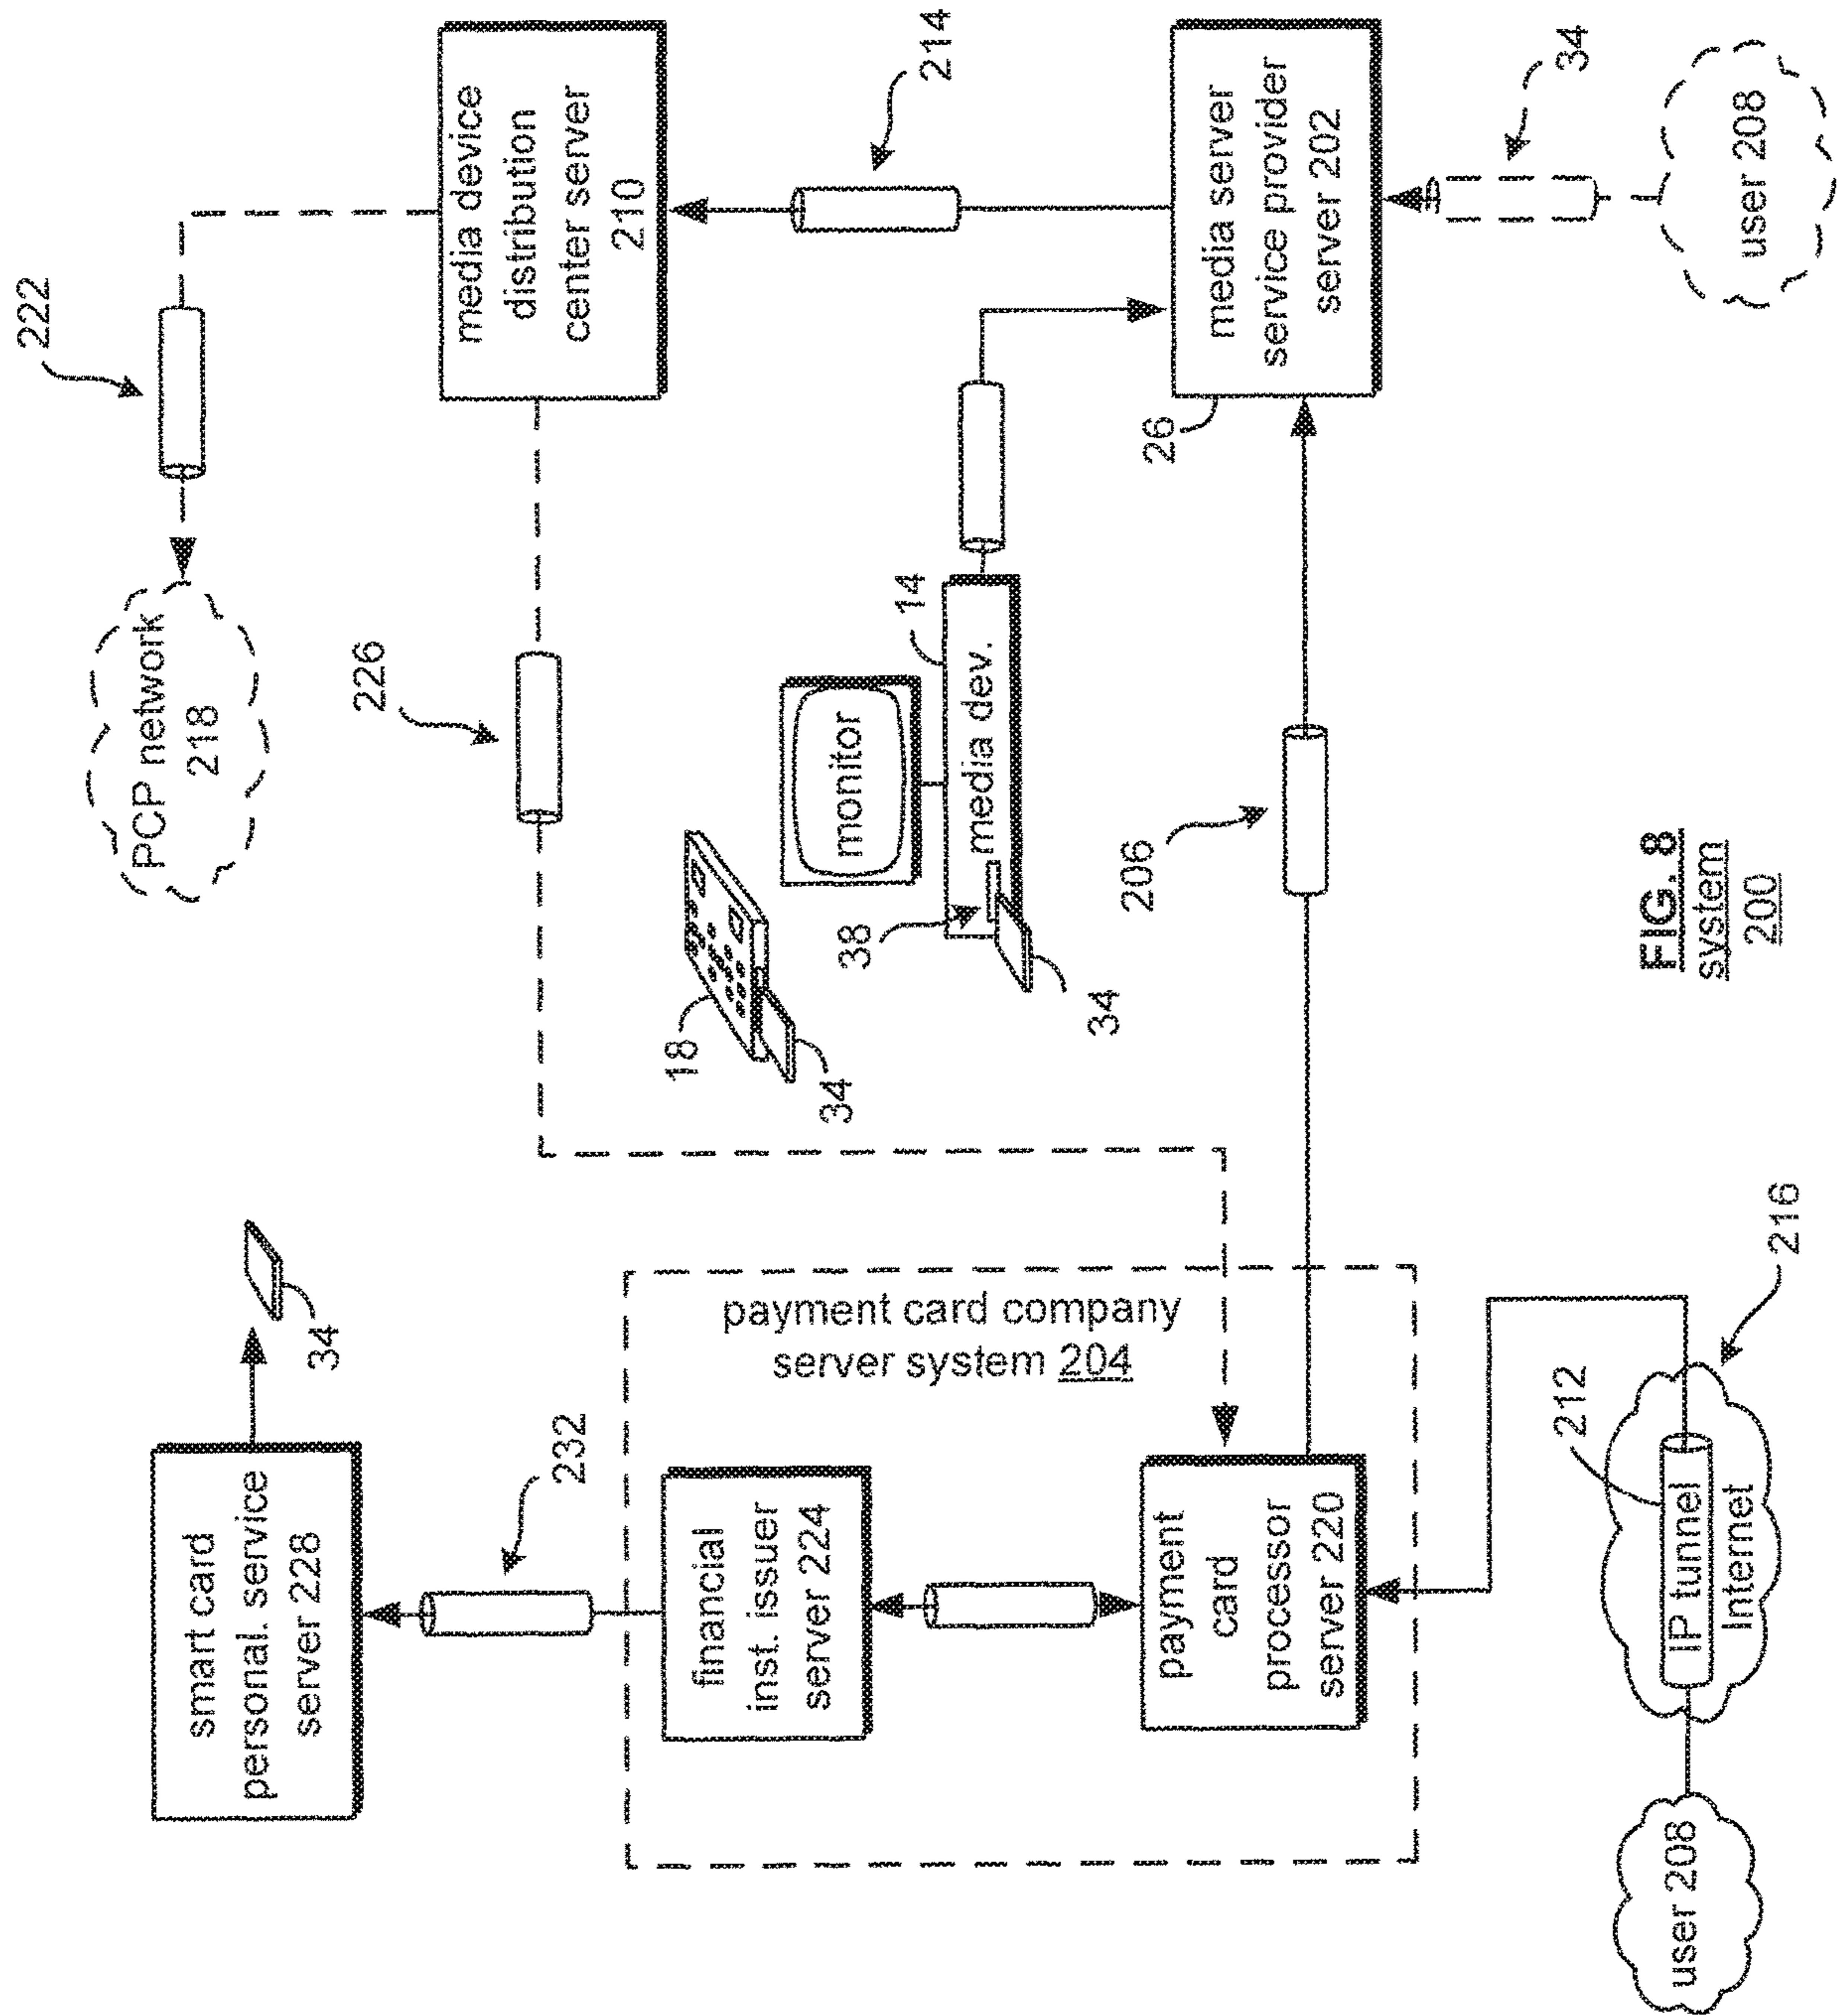 smart card
personal. service
server 228
34
232
payment card company
server system 204
financial
inst. issuer
server 224
payment
card
processor
server 220
user 208
212
IP tunnel
Internet
216
PCP network
218
222
226
media device
distribution
center server
210
214
18
34
monitor
14
media dev.
38
34
206
26
media server
service provider
server 202
34
user 208
FIG. 8
system
200